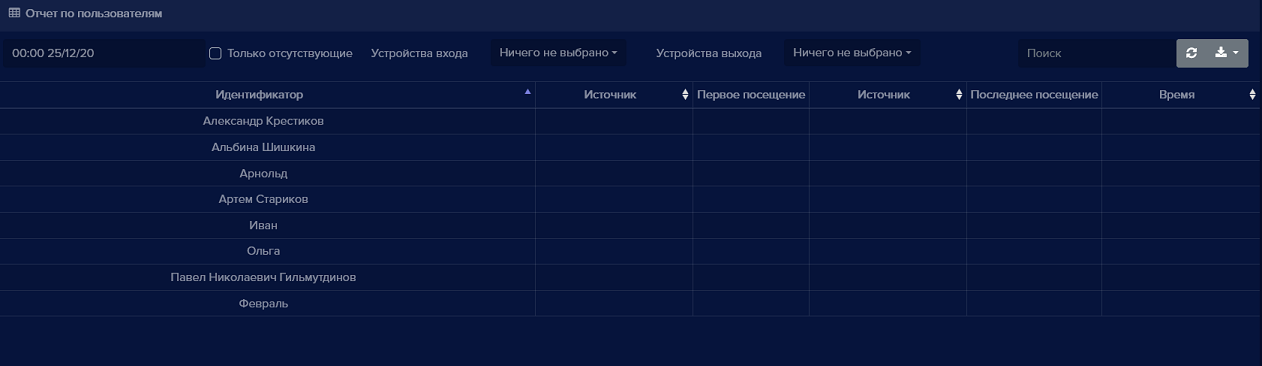 Отчет по пользователям
00:00 25/12/20 Только отсутствующие Устройства входа Ничего не выбрано Устройства выхода Ничего не выбрано Поиск
Идентификатор Источник Первое посещение Источник Последнее посещение Время
Александр Крестиков
Альбина Шишкина
Арнольд
Артем Стариков
Иван
Ольга
Павел Николаевич Гильмутдинов
Февраль